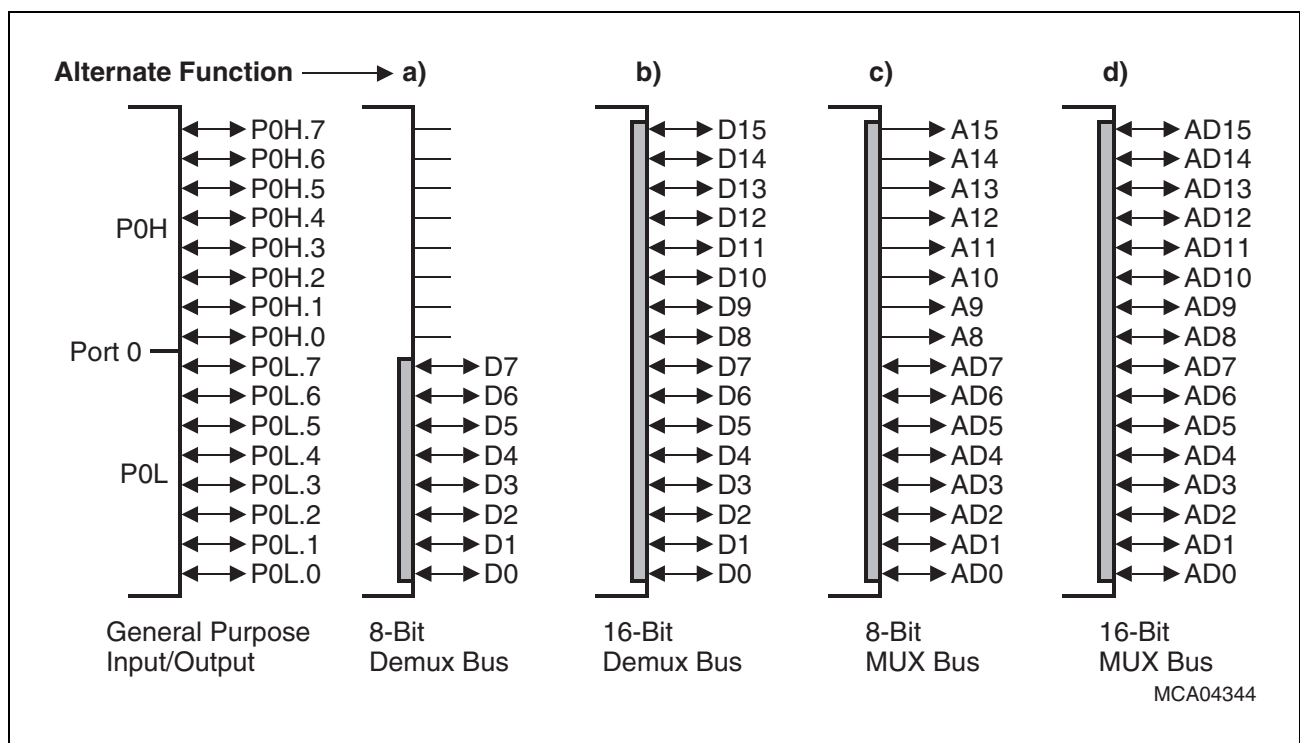 Alternate Function a) b) c) d)
P0H.7 D15 A15 AD15
P0H.6 D14 A14 AD14
P0H.5 D13 A13 AD13
P0H.4 D12 A12 AD12
P0H
P0H.3 D11 A11 AD11
P0H.2 D10 A10 AD10
P0H.1 D9 A9 AD9
P0H.0 D8 A8 AD8
Port 0
P0L.7 D7 D7 AD7 AD7
P0L.6 D6 D6 AD6 AD6
P0L.5 D5 D5 AD5 AD5
P0L.4 D4 D4 AD4 AD4
P0L
P0L.3 D3 D3 AD3 AD3
P0L.2 D2 D2 AD2 AD2
P0L.1 D1 D1 AD1 AD1
P0L.0 D0 D0 AD0 AD0
General Purpose 8-Bit 16-Bit 8-Bit 16-Bit
Input/Output Demux Bus Demux Bus MUX Bus MUX Bus
MCA04344